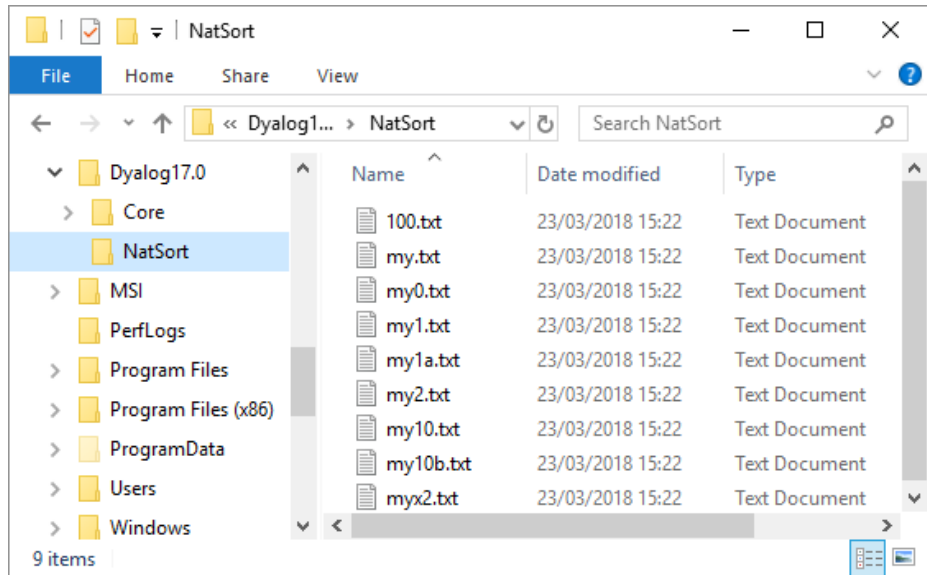 NatSort
File Home Share View
« Dyalog1... > NatSort Search NatSort
Dyalog17.0
Core
NatSort
MSI
PerfLogs
Program Files
Program Files (x86)
ProgramData
Users
Windows
Name Date modified Type
100.txt 23/03/2018 15:22 Text Document
my.txt 23/03/2018 15:22 Text Document
my0.txt 23/03/2018 15:22 Text Document
my1.txt 23/03/2018 15:22 Text Document
my1a.txt 23/03/2018 15:22 Text Document
my2.txt 23/03/2018 15:22 Text Document
my10.txt 23/03/2018 15:22 Text Document
my10b.txt 23/03/2018 15:22 Text Document
myx2.txt 23/03/2018 15:22 Text Document
9 items